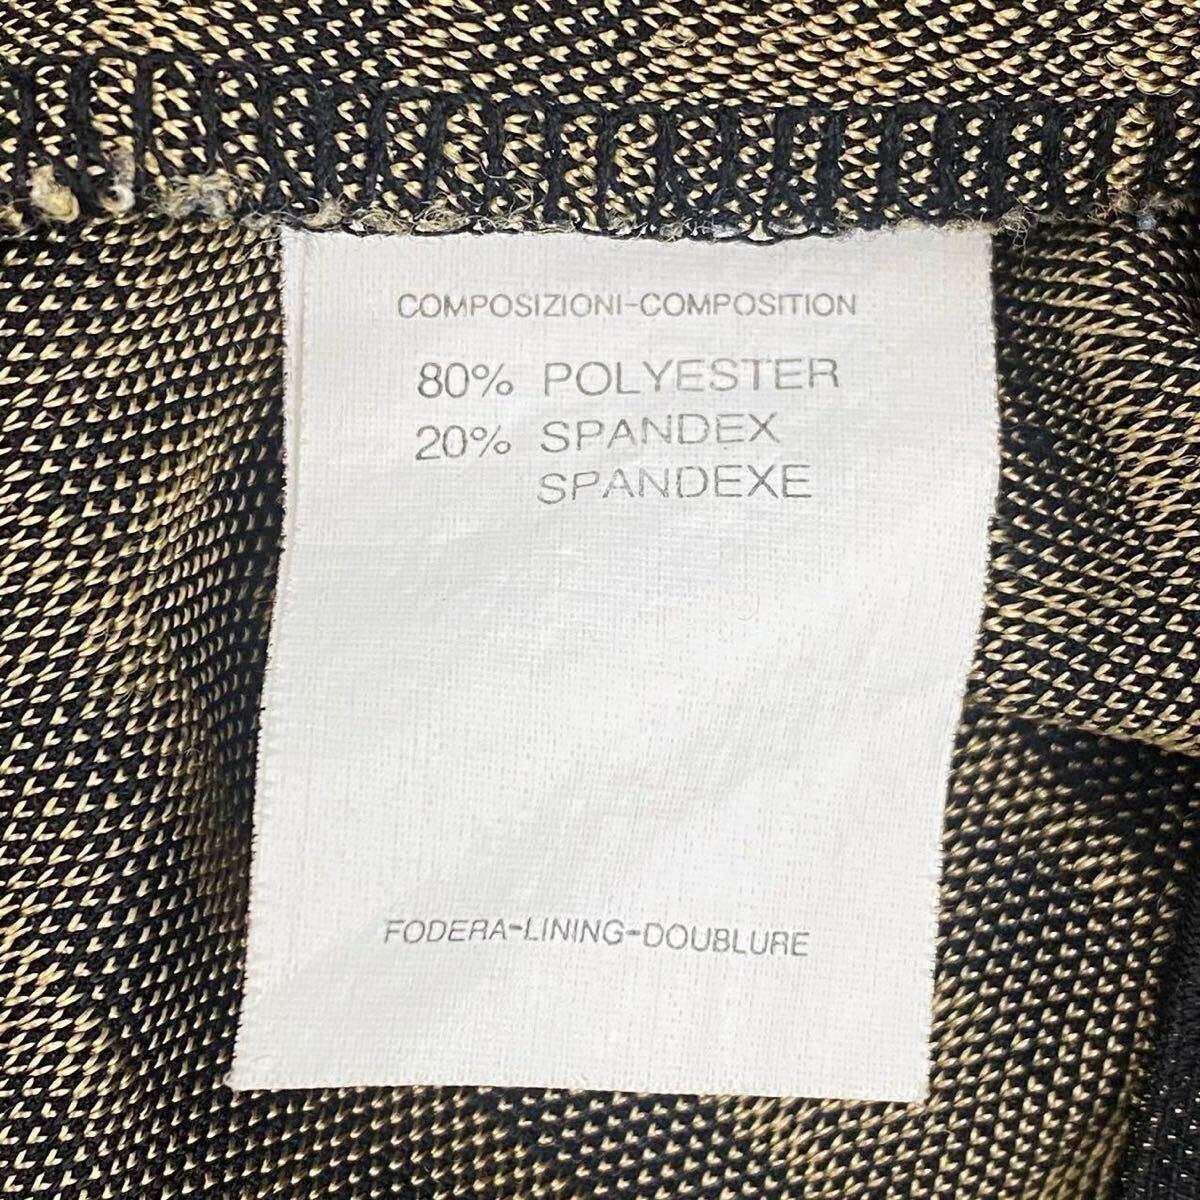 COMPOSIZIONI-COMPOSITION
80% POLYESTER
20% SPANDEX
SPANDEXE
FODERA-LINING-DOUBLURE